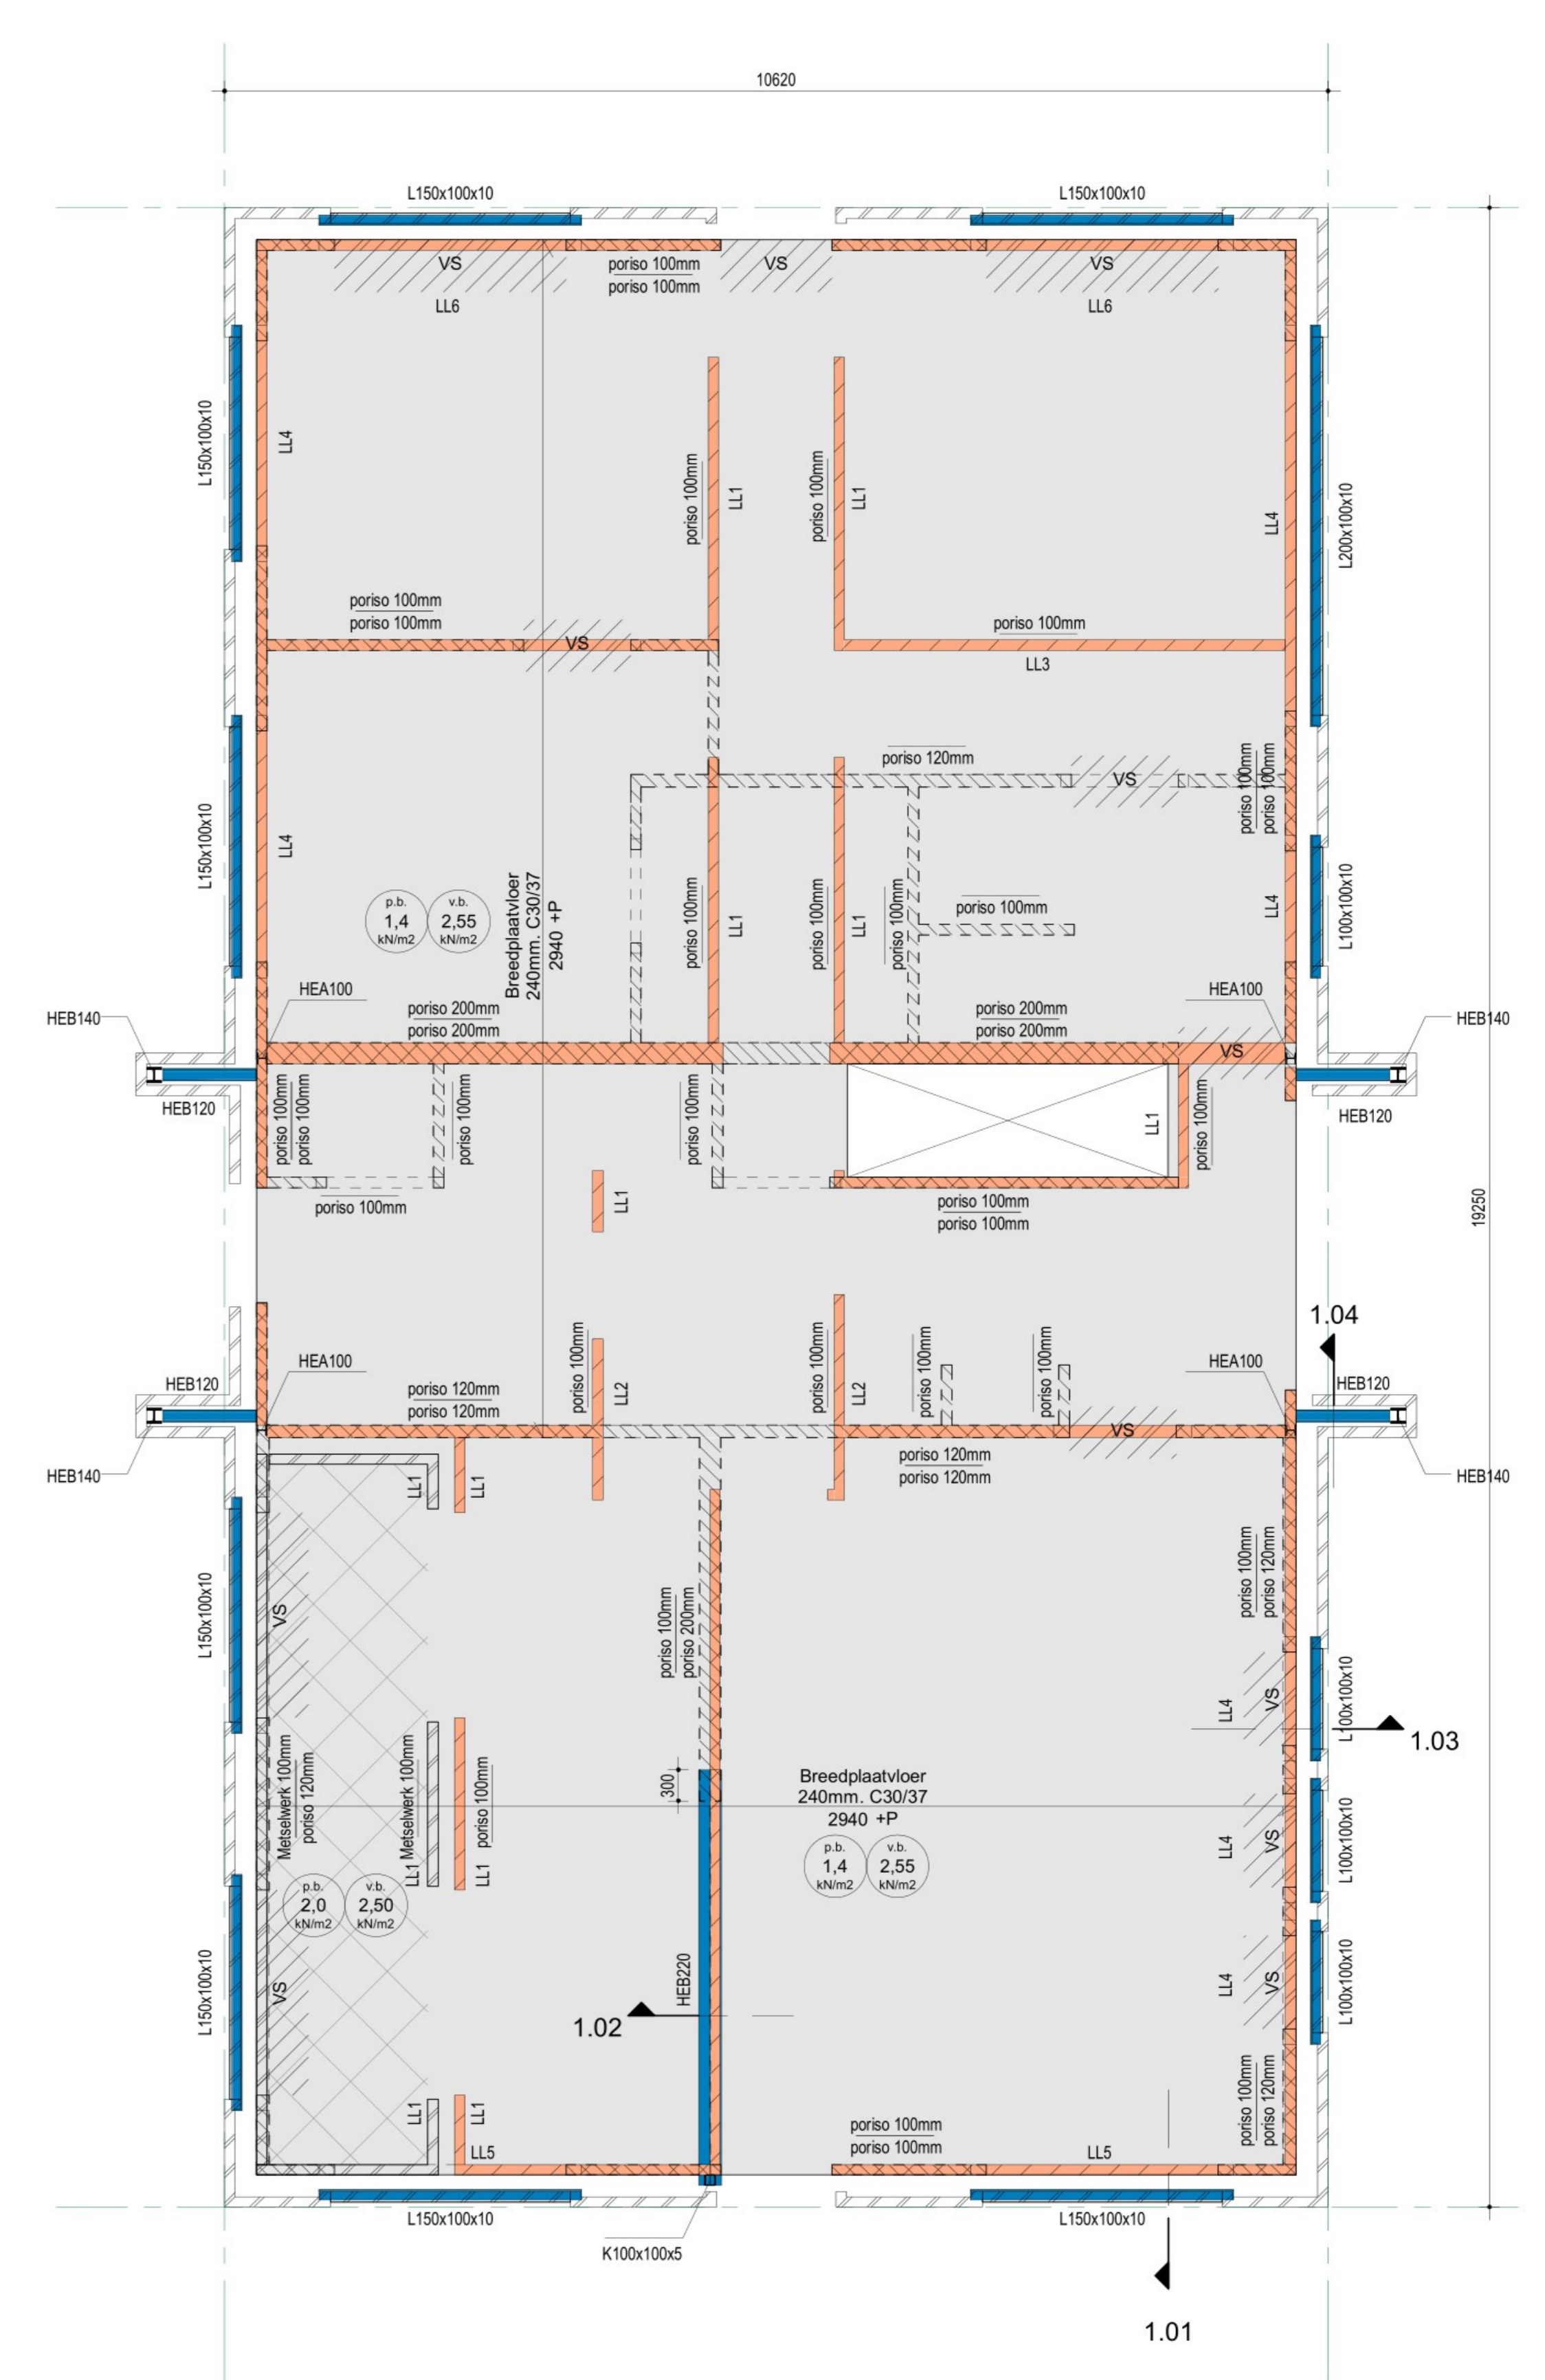 10620
L150x100x10
L150x100x10
VS
poriso 100mm
poriso 100mm
VS
VS
LL6
LL6
L150x100x10
LL4
poriso 100mm
LL1
poriso 100mm
LL1
LL4
L200x100x10
poriso 100mm
poriso 100mm
VS
poriso 100mm
LL3
poriso 120mm
VS
poriso 100mm
poriso 100mm
L150x100x10
LL4
p.b.
1,4
kN/m2
v.b.
2,55
kN/m2
Breedplaatvloer
240mm. C30/37
2940 +P
poriso 100mm
LL1
poriso 100mm
LL1
poriso 100mm
poriso 100mm
LL4
L100x100x10
HEA100
poriso 200mm
poriso 200mm
poriso 200mm
poriso 200mm
HEA100
HEB140
HEB140
VS
HEB120
HEB120
poriso 100mm
poriso 100mm
poriso 100mm
poriso 100mm
LL1
poriso 100mm
poriso 100mm
LL1
poriso 100mm
poriso 100mm
19250
1.04
HEA100
HEA100
HEB120
HEB120
poriso 120mm
poriso 120mm
poriso 100mm
LL2
poriso 100mm
LL2
poriso 100mm
poriso 100mm
VS
HEB140
HEB140
poriso 120mm
poriso 120mm
LL1
LL1
L150x100x10
VS
poriso 100mm
poriso 200mm
poriso 100mm
poriso 120mm
LL4
VS
L100x100x10
1.03
Metselwerk 100mm
poriso 120mm
LL1
Metselwerk 100mm
LL1
poriso 100mm
300
Breedplaatvloer
240mm. C30/37
2940 +P
p.b.
1,4
kN/m2
v.b.
2,55
kN/m2
LL4
VS
L100x100x10
p.b.
2,0
kN/m2
v.b.
2,50
kN/m2
L150x100x10
VS
HEB220
LL4
VS
L100x100x10
1.02
LL1
LL1
LL5
poriso 100mm
poriso 100mm
LL5
poriso 100mm
poriso 120mm
L150x100x10
L150x100x10
K100x100x5
1.01